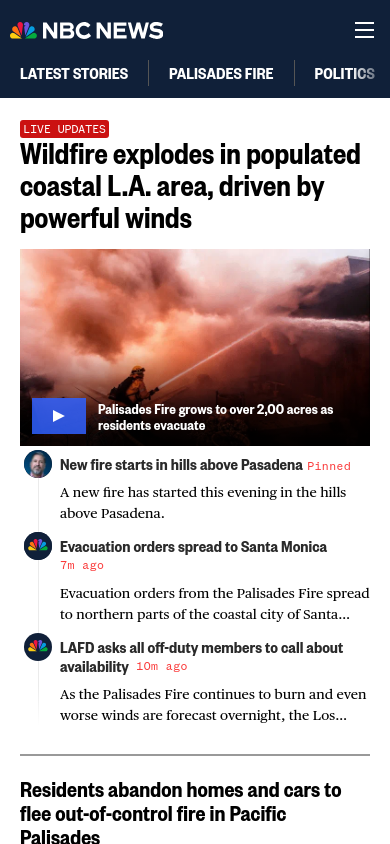 NBC NEWS
LATEST STORIES
PALISADES FIRE
POLITICS
LIVE UPDATES
Wildfire explodes in populated
coastal L.A. area, driven by
powerful winds
Palisades Fire grows to over 2,00 acres as
residents evacuate
New fire starts in hills above Pasadena Pinned
A new fire has started this evening in the hills
above Pasadena.
Evacuation orders spread to Santa Monica
7m ago
Evacuation orders from the Palisades Fire spread
to northern parts of the coastal city of Santa...
LAFD asks all off-duty members to call about
availability 10m ago
As the Palisades Fire continues to burn and even
worse winds are forecast overnight, the Los...
Residents abandon homes and cars to
flee out-of-control fire in Pacific
Palisades